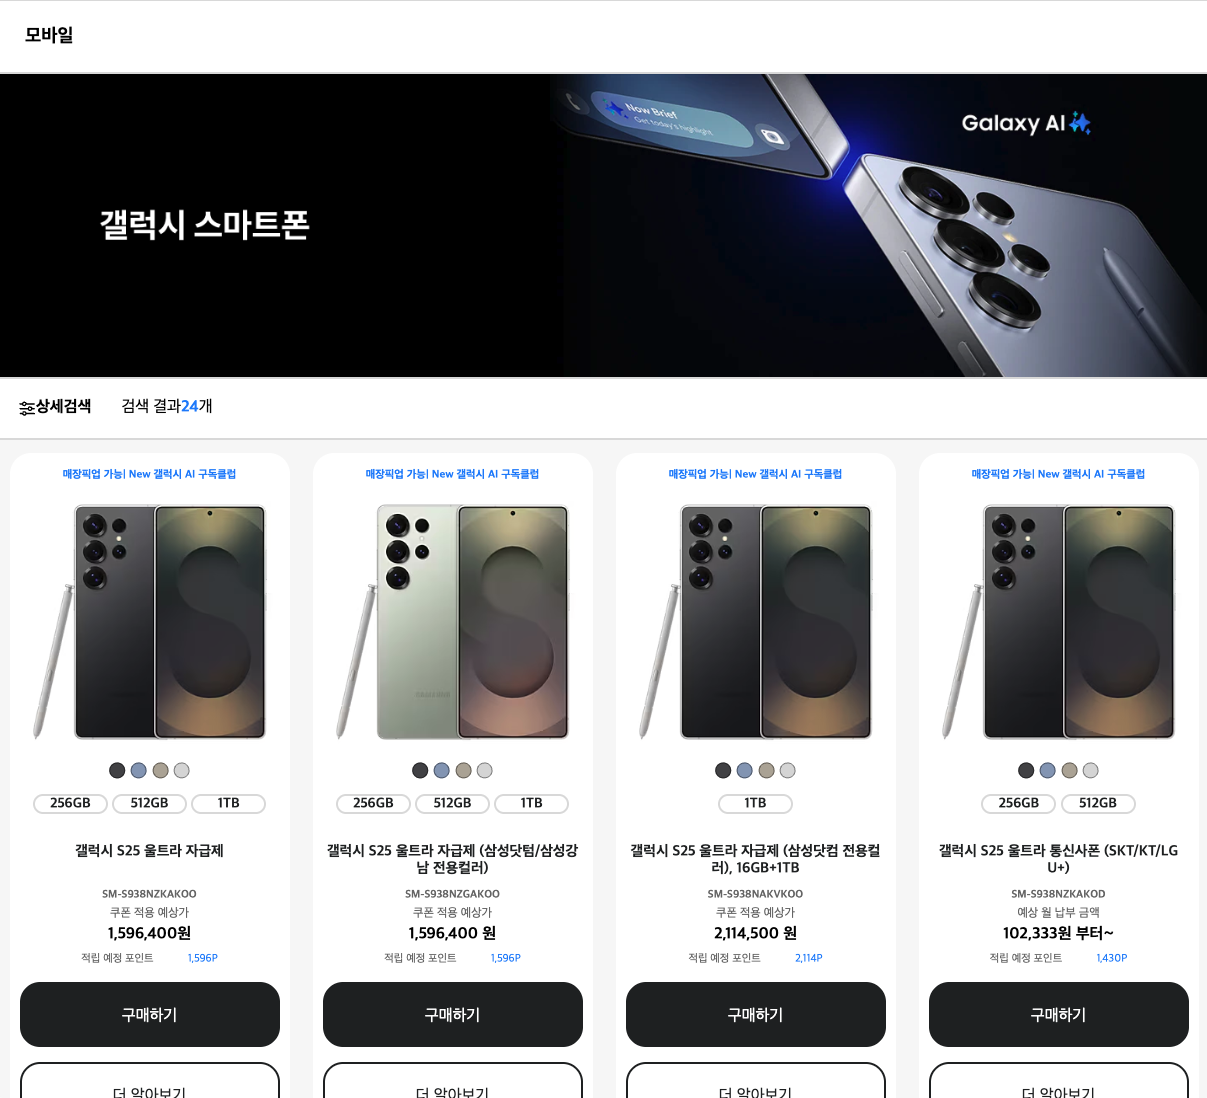 모바일
Now Brief
Get today's highlight
Galaxy AI
갤럭시 스마트폰
상세검색 검색 결과24개
매장픽업 가능| New 갤럭시 AI 구독클럽
256GB 512GB 1TB
갤럭시 S25 울트라 자급제
SM-S938NZKAKOO
쿠폰 적용 예상가
1,596,400원
적립 예정 포인트 1,596P
구매하기
더 알아보기
매장픽업 가능| New 갤럭시 AI 구독클럽
SAMSUNG
256GB 512GB 1TB
갤럭시 S25 울트라 자급제 (삼성닷텀/삼성강
남 전용컬러)
SM-S938NZGAKOO
쿠폰 적용 예상가
1,596,400 원
적립 예정 포인트 1,596P
구매하기
더 알아보기
매장픽업 가능| New 갤럭시 AI 구독클럽
1TB
갤럭시 S25 울트라 자급제 (삼성닷컴 전용컬
러), 16GB+1TB
SM-S938NAKVKOO
쿠폰 적용 예상가
2,114,500 원
적립 예정 포인트 2,114P
구매하기
더 알아보기
매장픽업 가능| New 갤럭시 AI 구독클럽
256GB 512GB
갤럭시 S25 울트라 통신사폰 (SKT/KT/LG
U+)
SM-S938NZKAKOD
예상 월 납부 금액
102,333원 부터~
적립 예정 포인트 1,430P
구매하기
더 알아보기